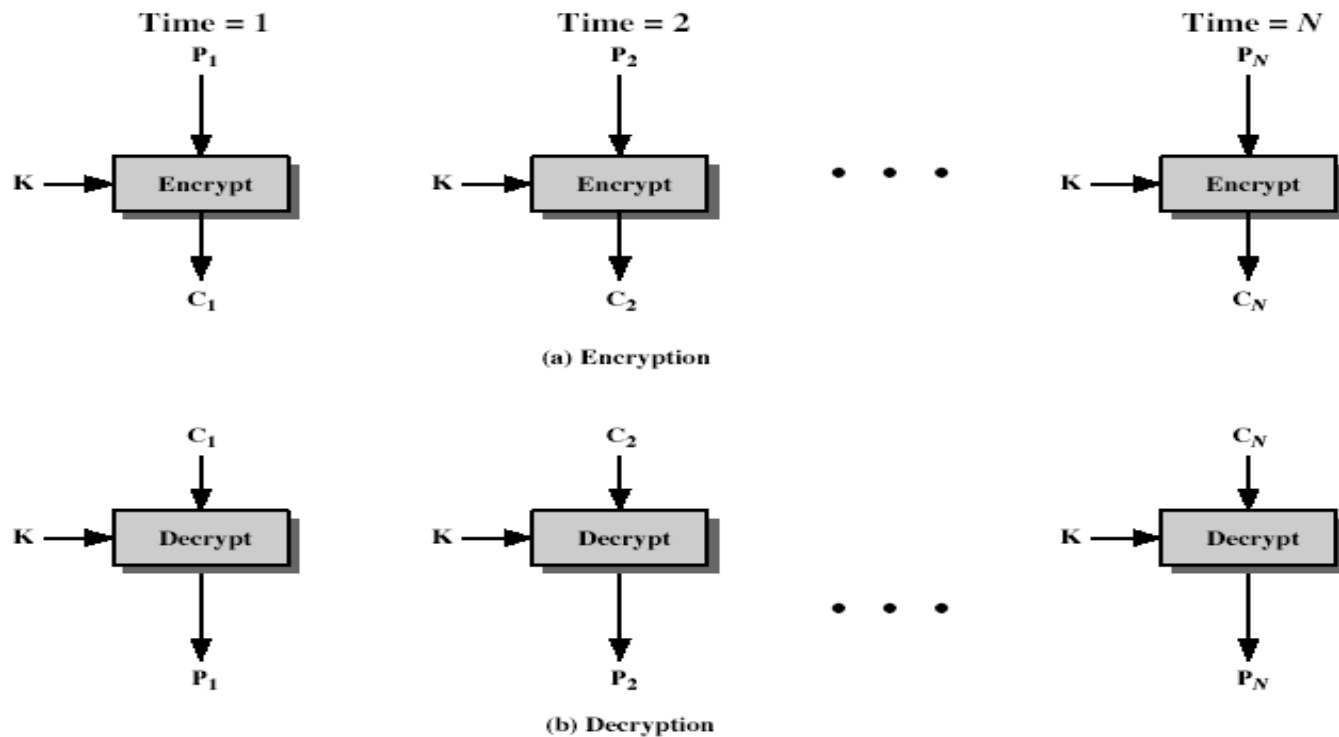 Time = 1 Time = 2 Time = N
P1 P2 PN
K Encrypt K Encrypt K Encrypt
C1 C2 CN
(a) Encryption
C1 C2 CN
K Decrypt K Decrypt K Decrypt
P1 P2 PN
(b) Decryption